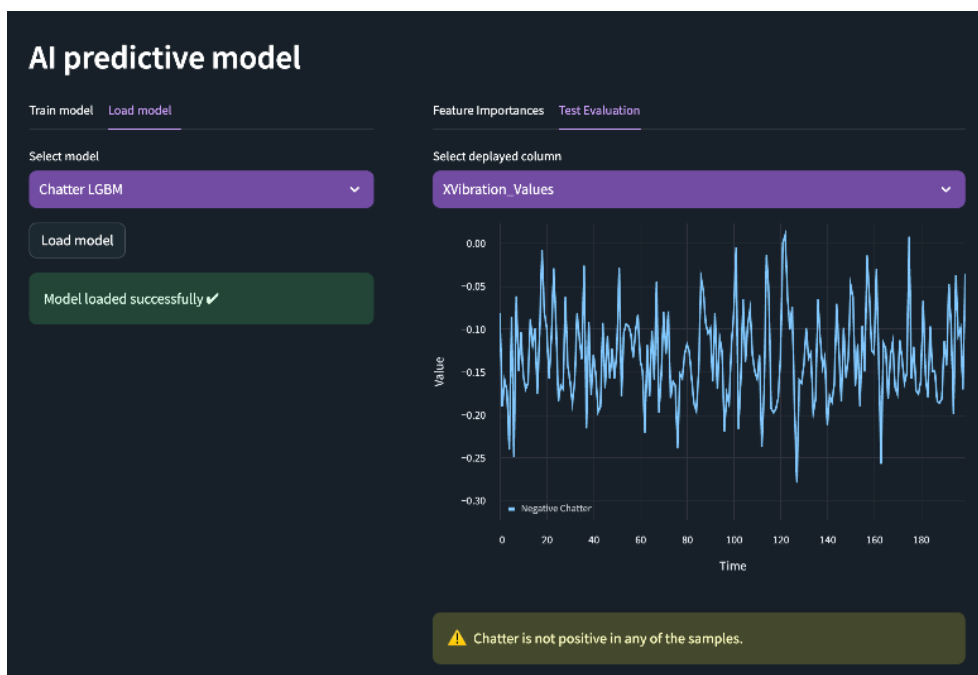 AI predictive model
Train model Load model
Select model
Chatter LGBM
Load model
Model loaded successfully ✔
Feature Importances Test Evaluation
Select deplayed column
XVibration_Values
0.00
−0.05
−0.10
−0.15
−0.20
−0.25
−0.30
Value
Negative Chatter
0 20 40 60 80 100 120 140 160 180
Time
⚠ Chatter is not positive in any of the samples.